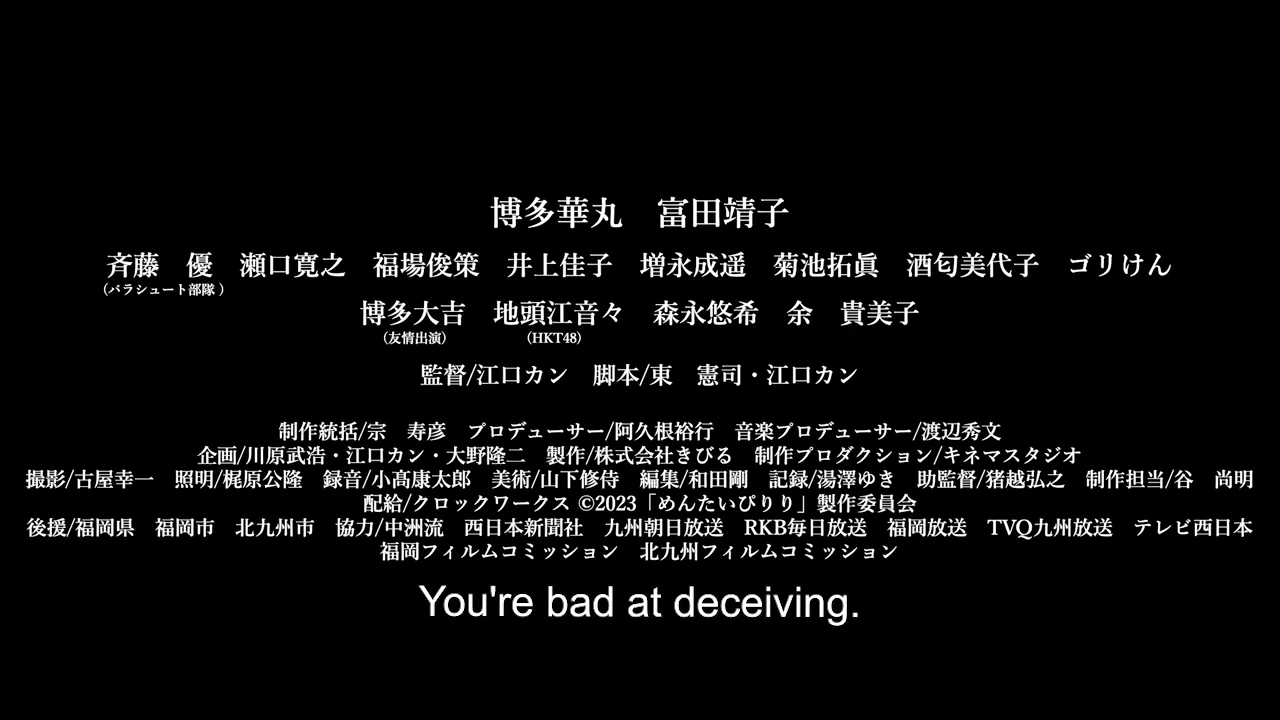 博多華丸　富田靖子
斉藤　優　瀬口寛之　福場俊策　井上佳子　増永成遥　菊池拓眞　酒匂美代子　ゴリけん
（パラシュート部隊 ）
博多大吉　地頭江音々　森永悠希　余　貴美子
（友情出演）　（HKT48）
監督/江口カン　脚本/東　憲司・江口カン
制作統括/宗　寿彦　プロデューサー/阿久根裕行　音楽プロデューサー/渡辺秀文
企画/川原武浩・江口カン・大野隆二　製作/株式会社きびる　制作プロダクション/キネマスタジオ
撮影/古屋幸一　照明/梶原公隆　録音/小髙康太郎　美術/山下修侍　編集/和田剛　記録/湯澤ゆき　助監督/猪越弘之　制作担当/谷　尚明
配給/クロックワークス ©2023「めんたいぴりり」製作委員会
後援/福岡県　福岡市　北九州市　協力/中洲流　西日本新聞社　九州朝日放送　RKB毎日放送　福岡放送　TVQ九州放送　テレビ西日本
福岡フィルムコミッション　北九州フィルムコミッション
You're bad at deceiving.